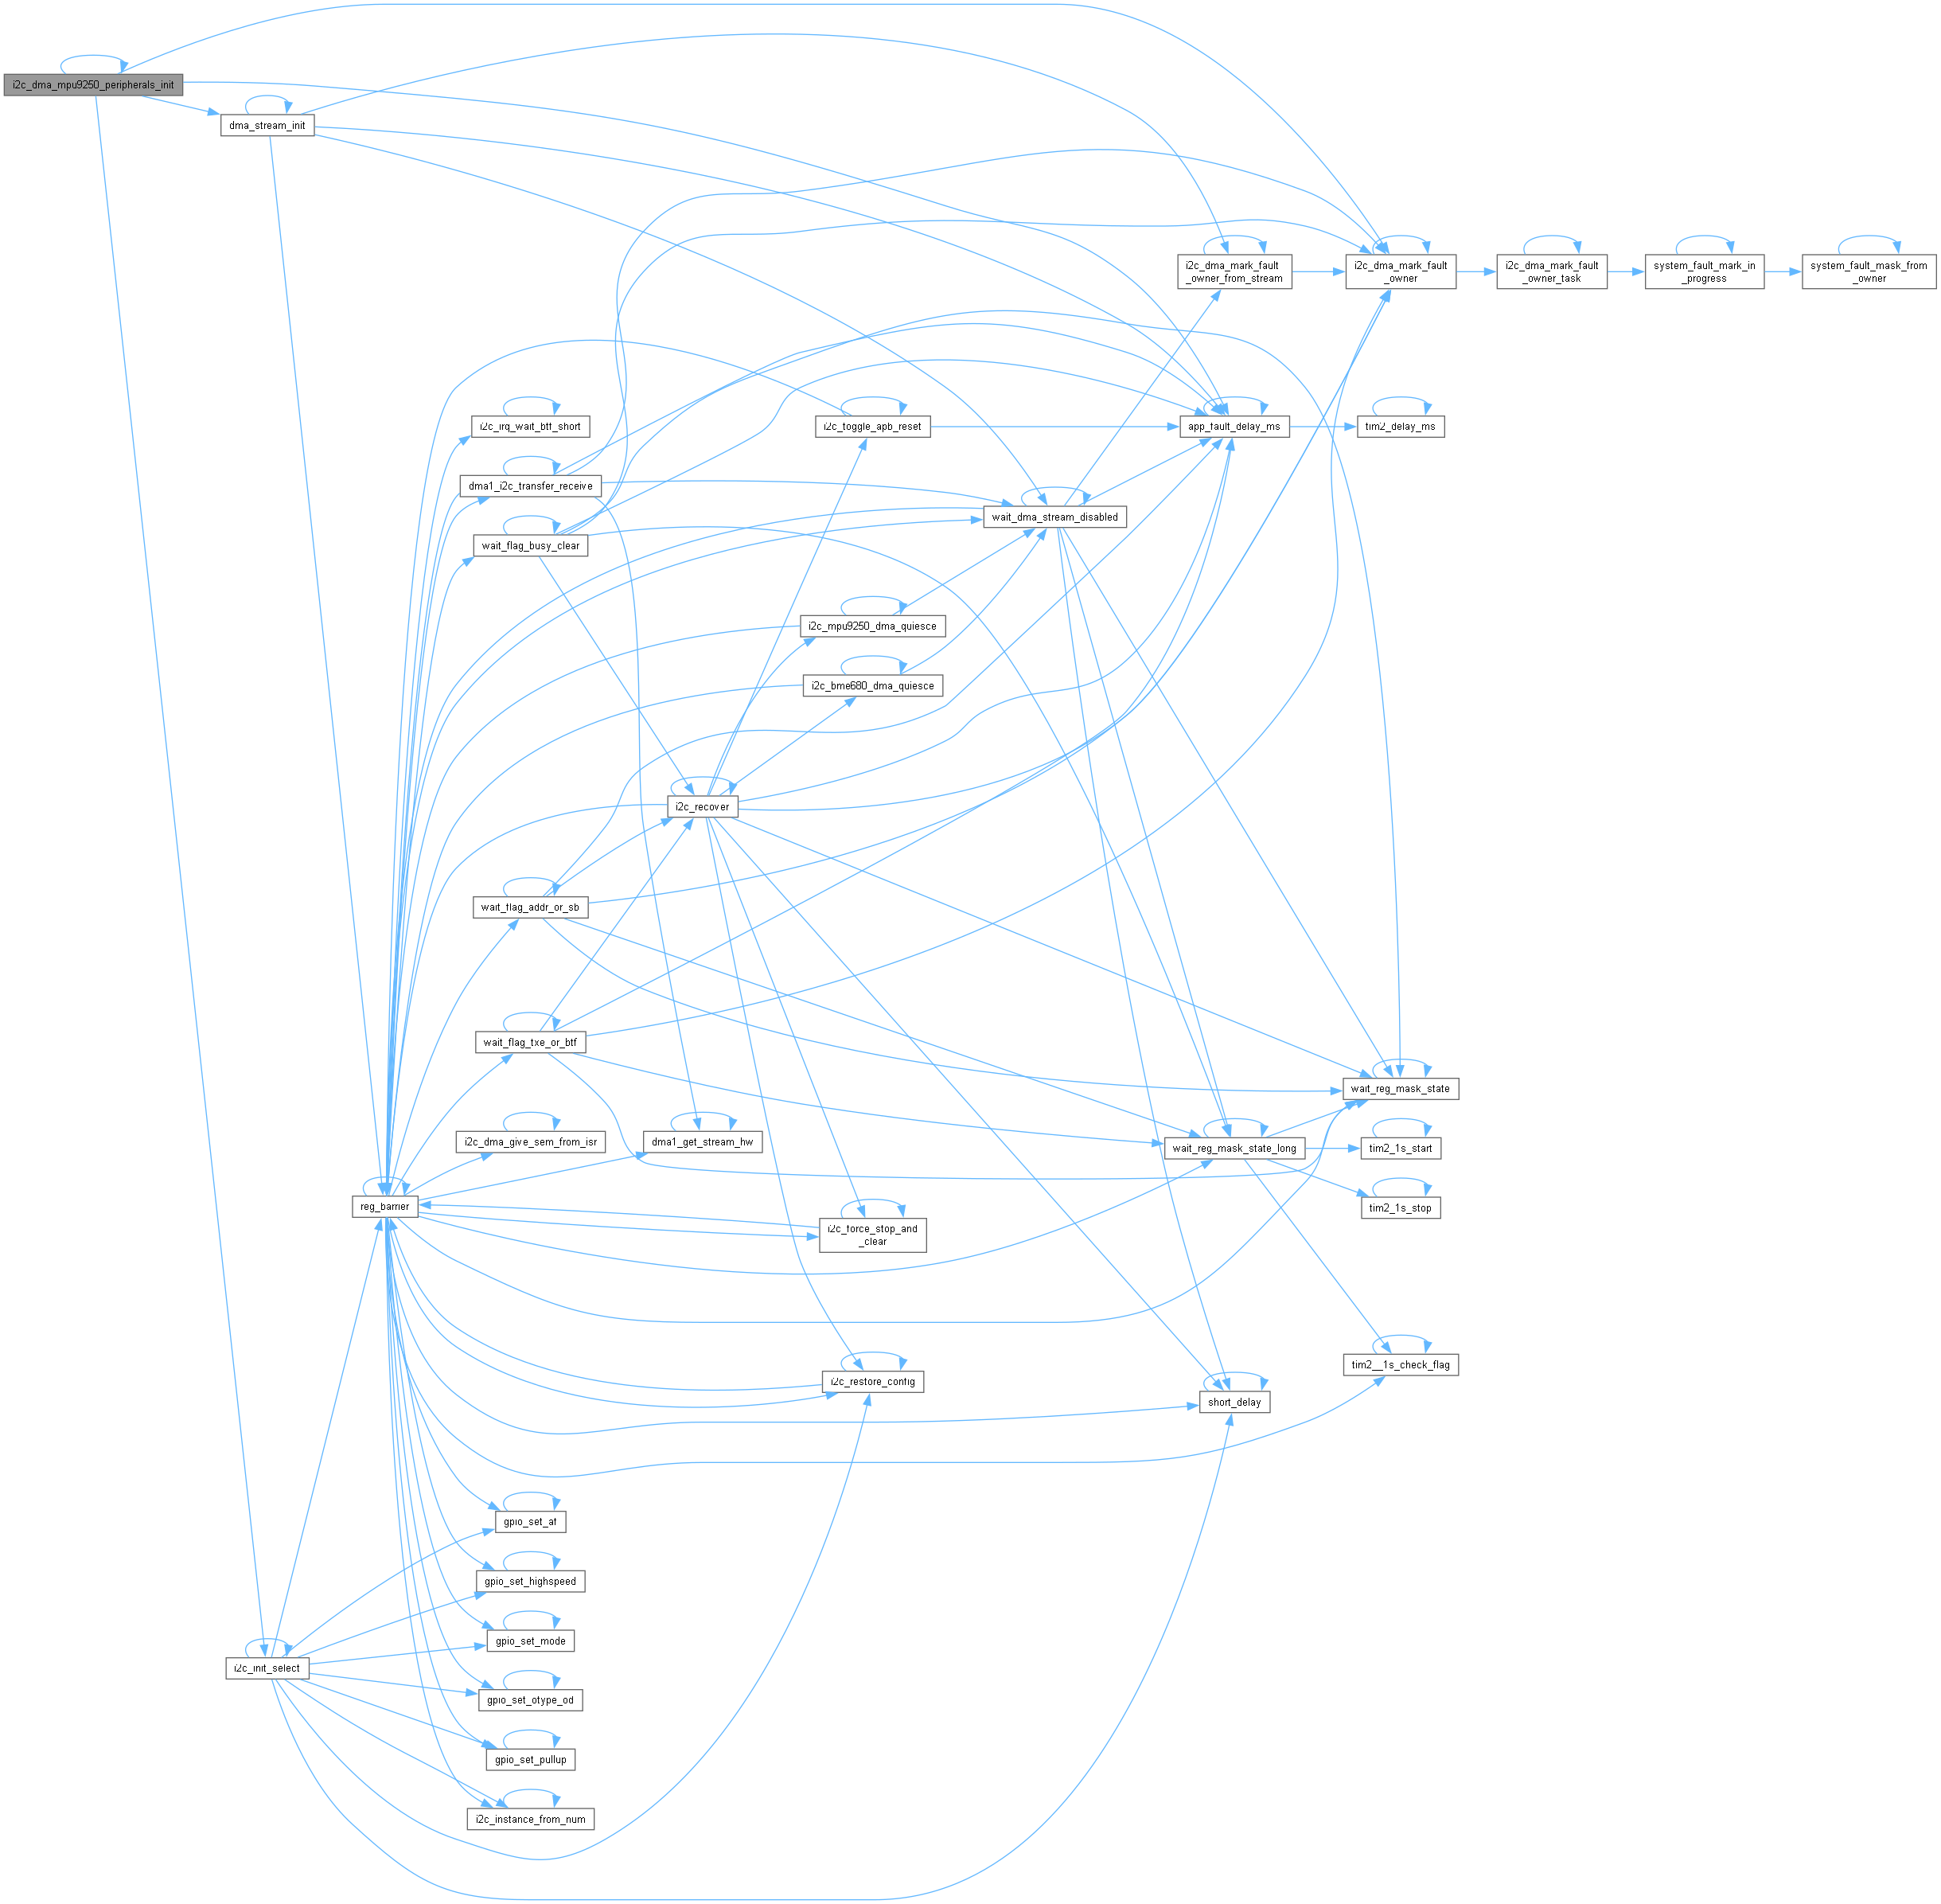 i2c_dma_mpu9250_peripherals_init
dma_stream_init
i2c_dma_mark_fault
_owner_from_stream
i2c_dma_mark_fault
_owner
i2c_dma_mark_fault
_owner_task
system_fault_mark_in
_progress
system_fault_mask_from
_owner
i2c_irq_wait_btf_short
i2c_toggle_apb_reset
app_fault_delay_ms
tim2_delay_ms
dma1_i2c_transfer_receive
wait_dma_stream_disabled
wait_flag_busy_clear
i2c_mpu9250_dma_quiesce
i2c_bme680_dma_quiesce
i2c_recover
wait_flag_addr_or_sb
wait_flag_txe_or_btf
wait_reg_mask_state
i2c_dma_give_sem_from_isr
dma1_get_stream_hw
wait_reg_mask_state_long
tim2_1s_start
reg_barrier
tim2_1s_stop
i2c_force_stop_and
_clear
tim2__1s_check_flag
i2c_restore_config
short_delay
gpio_set_af
gpio_set_highspeed
gpio_set_mode
i2c_init_select
gpio_set_otype_od
gpio_set_pullup
i2c_instance_from_num